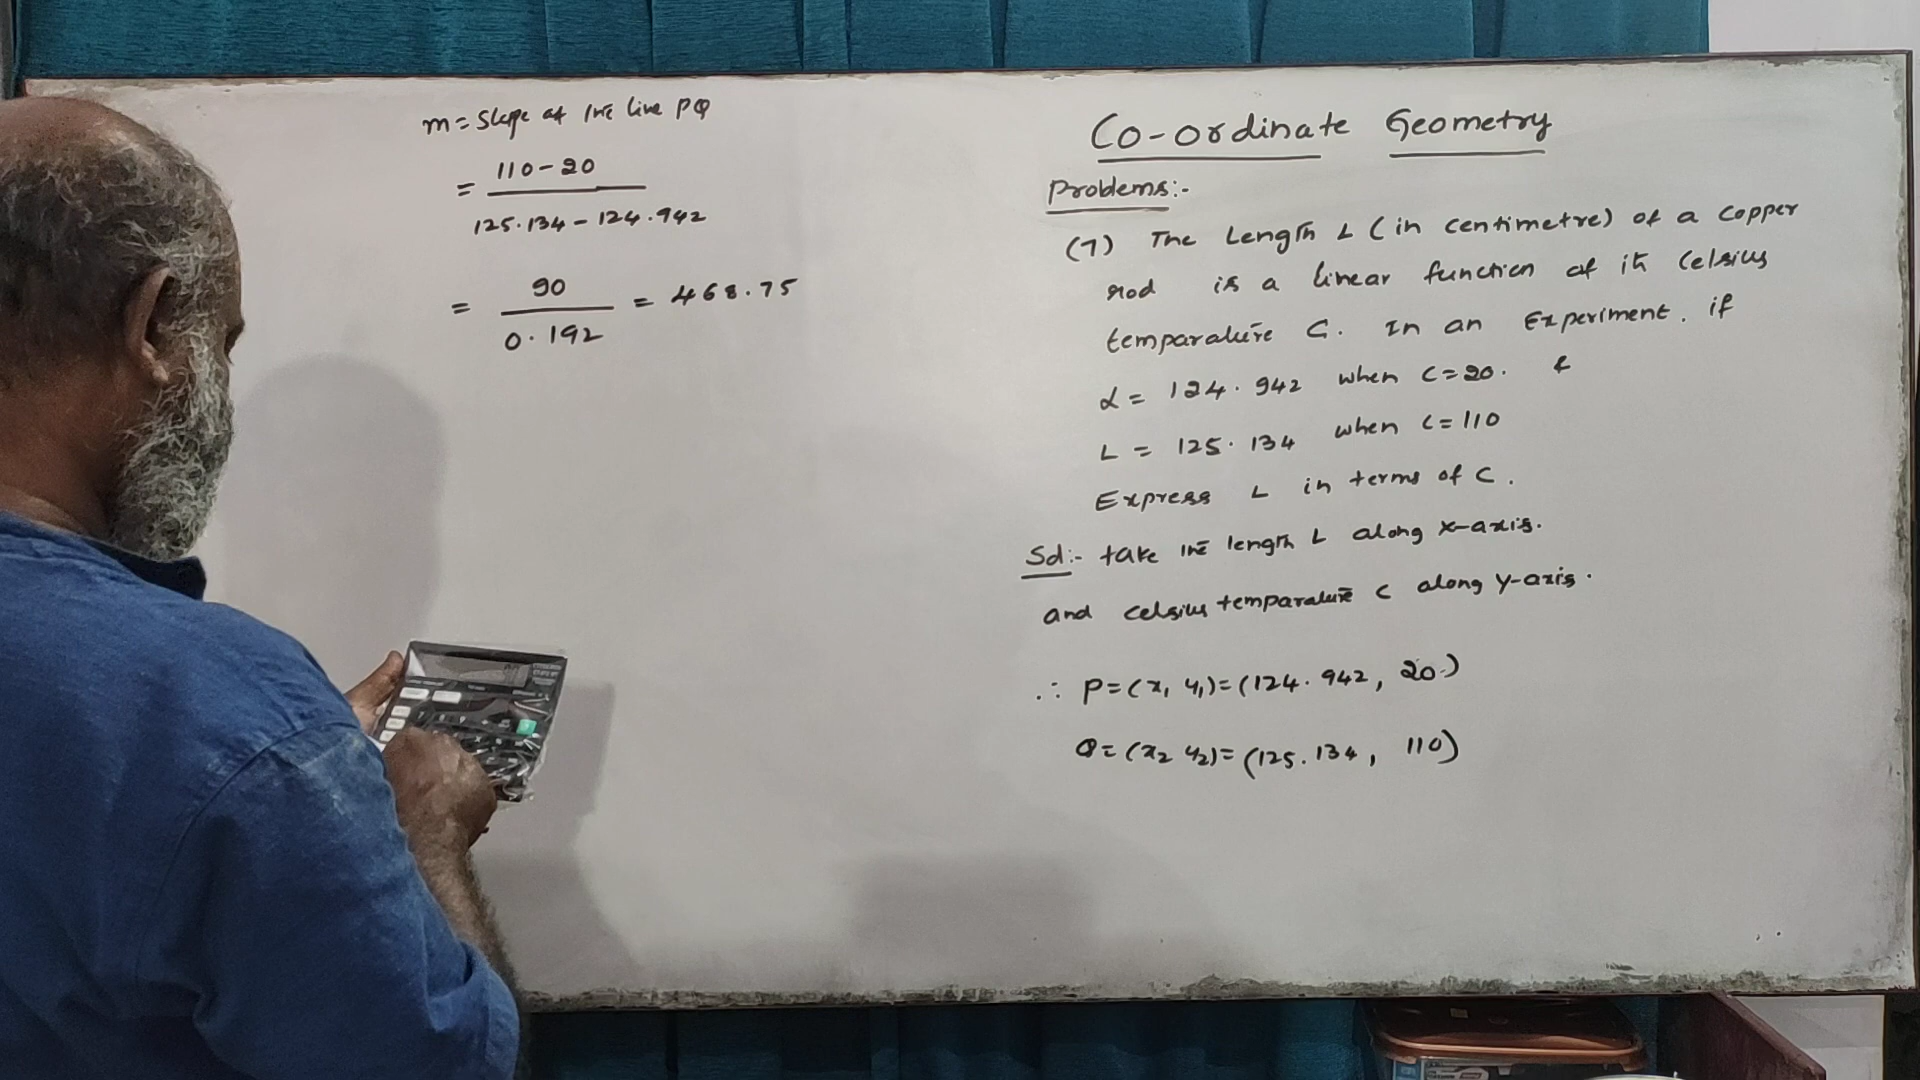 m = Slope of the line PQ
= 110 - 20 / 125.134 - 124.942
= 90 / 0.192 = 468.75
Co-ordinate Geometry
Problems:-
(7) The Length L (in centimetre) of a copper
rod is a linear function of its Celsius
temparature C. In an Experiment. if
L = 124.942 when C=20. &
L = 125.134 when C=110
Express L in terms of C.
Sol:- take the length L along x-axis.
and celsius temparature C along y-axis.
∴ P=(x₁ y₁)=(124.942, 20)
Q=(x₂ y₂)=(125.134, 110)